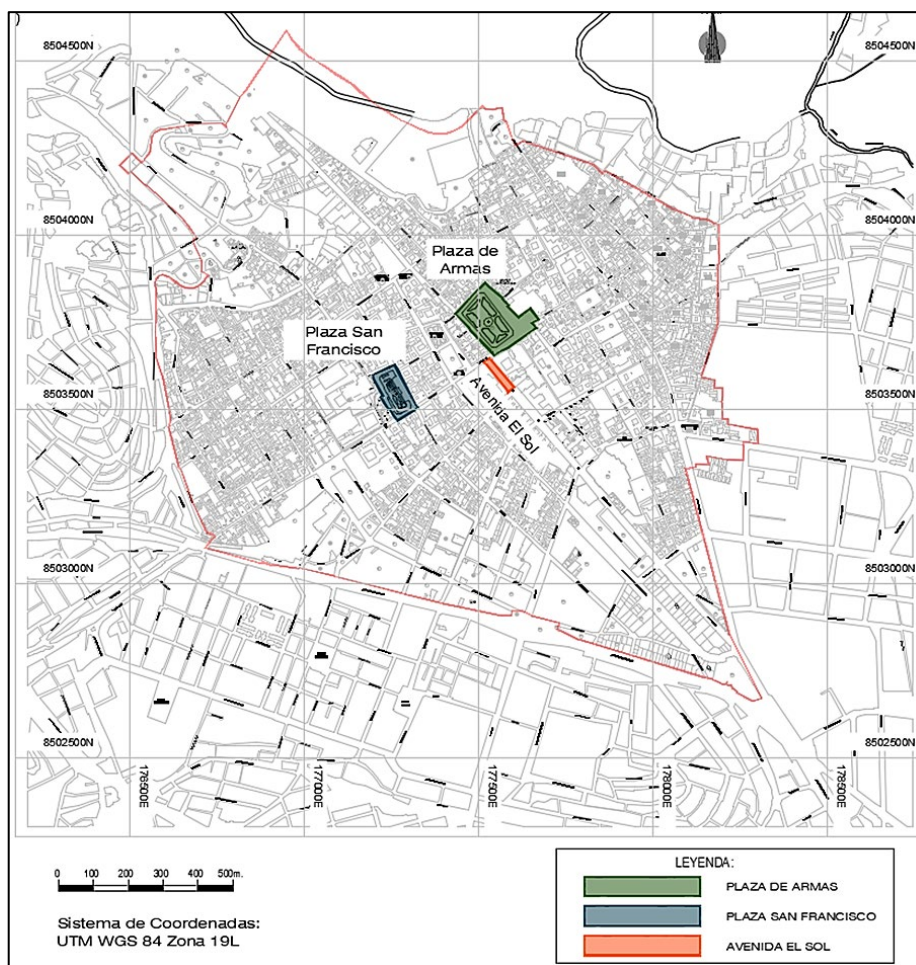 8504500N
8504500N
8504000N
8504000N
Plaza de
Armas
Plaza San
Francisco
Avenida El Sol
8503500N
8503500N
8503000N
8503000N
8502500N
8502500N
176500E
177000E
177500E
178000E
178500E
0 100 200 300 400 500m.
Sistema de Coordenadas:
UTM WGS 84 Zona 19L
LEYENDA:
PLAZA DE ARMAS
PLAZA SAN FRANCISCO
AVENIDA EL SOL